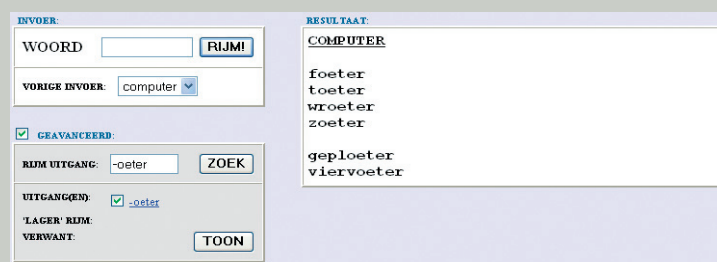 INVOER:
WOORD RIJM!
VORIGE INVOER: computer
GEAVANCEERD:
RIJM UITGANG: -oeter ZOEK
UITGANG(EN): -oeter
'LAGER' RIJM:
VERWANT: TOON
RESULTAAT:
COMPUTER
foeter
toeter
wroeter
zoeter
geploeter
viervoeter